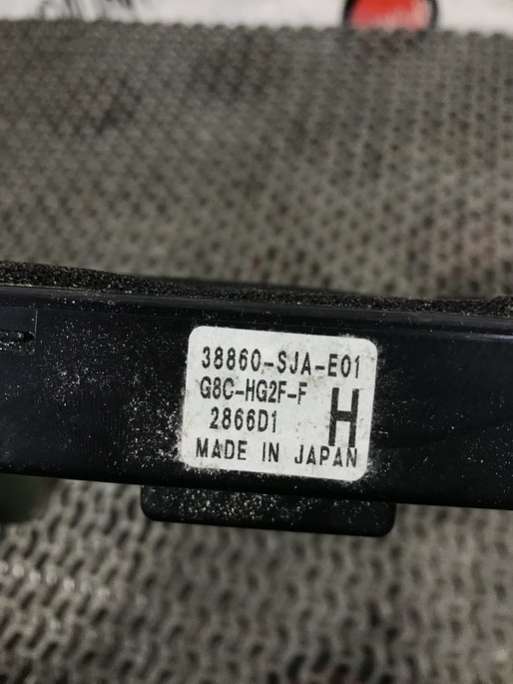 38860-SJA-E01
G8C-HG2F-F
2866D1
H
MADE IN JAPAN